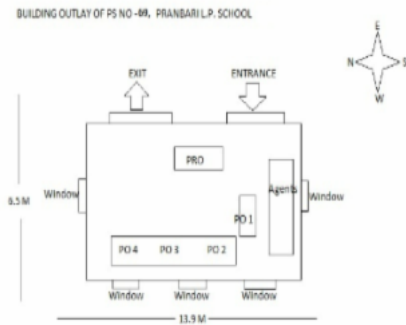 BUILDING OUTLAY OF PS NO -69, PRANBARI L.P. SCHOOL
E
N S
W
EXIT ENTRANCE
PRO
Window Agents Window
6.5 M
PO 1
PO 4 PO 3 PO 2
Window Window Window
13.9 M